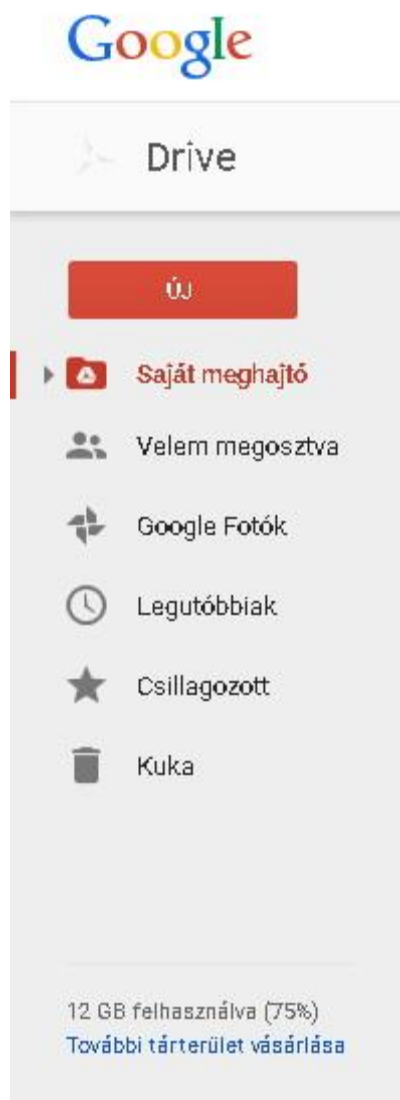 Google
Drive
ÚJ
Saját meghajtó
Velem megosztva
Google Fotók
Legutóbbiak
Csillagozott
Kuka
12 GB felhasználva (75%)
További tárterület vásárlása